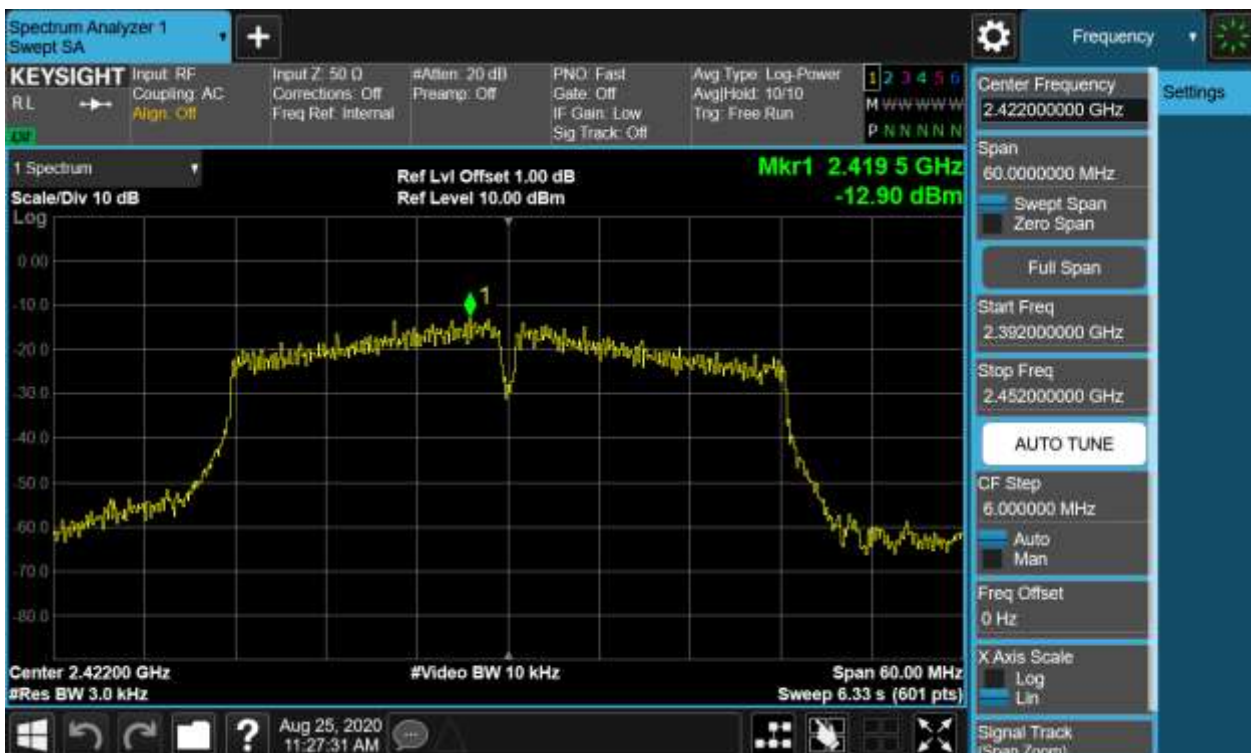 Spectrum Analyzer 1
Swept SA
+
Frequency
KEYSIGHT
RL
Input: RF
Coupling: AC
Align: Off
Input Z: 50 Ω
Corrections: Off
Freq Ref: Internal
#Atten: 20 dB
Preamp: Off
PNO: Fast
Gate: Off
IF Gain: Low
Sig Track: Off
Avg Type: Log-Power
Avg|Hold: 10/10
Trig: Free Run
1 2 3 4 5 6
M W W W W W
P N N N N N
1 Spectrum
Scale/Div 10 dB
Log
Ref Lvl Offset 1.00 dB
Ref Level 10.00 dBm
Mkr1 2.419 5 GHz
-12.90 dBm
0.00
-10.0
-20.0
-30.0
-40.0
-50.0
-60.0
-70.0
-80.0
1
Center 2.42200 GHz
#Res BW 3.0 kHz
#Video BW 10 kHz
Span 60.00 MHz
Sweep 6.33 s (601 pts)
Center Frequency
2.422000000 GHz
Settings
Span
60.0000000 MHz
Swept Span
Zero Span
Full Span
Start Freq
2.392000000 GHz
Stop Freq
2.452000000 GHz
AUTO TUNE
CF Step
6.000000 MHz
Auto
Man
Freq Offset
0 Hz
X Axis Scale
Log
Lin
Signal Track
(Span Zoom)
?
Aug 25, 2020
11:27:31 AM